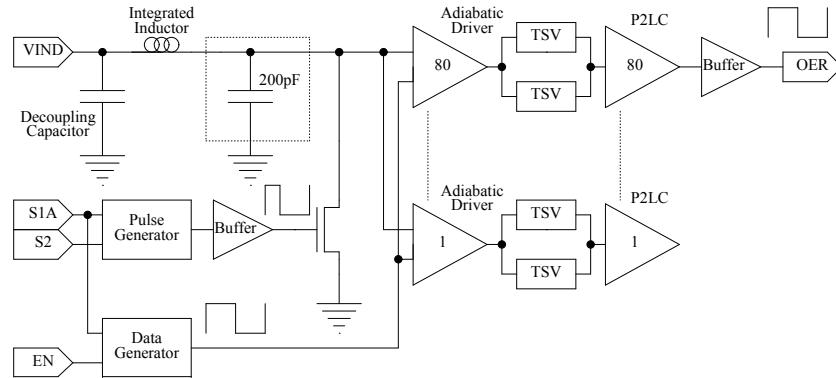 Integrated
Inductor
Adiabatic
Driver
TSV
P2LC
VIND
80
80
Buffer
OER
200pF
TSV
Decoupling
Capacitor
Adiabatic
Driver
P2LC
TSV
S1A
Pulse
Generator
Buffer
S2
1
1
TSV
Data
Generator
EN